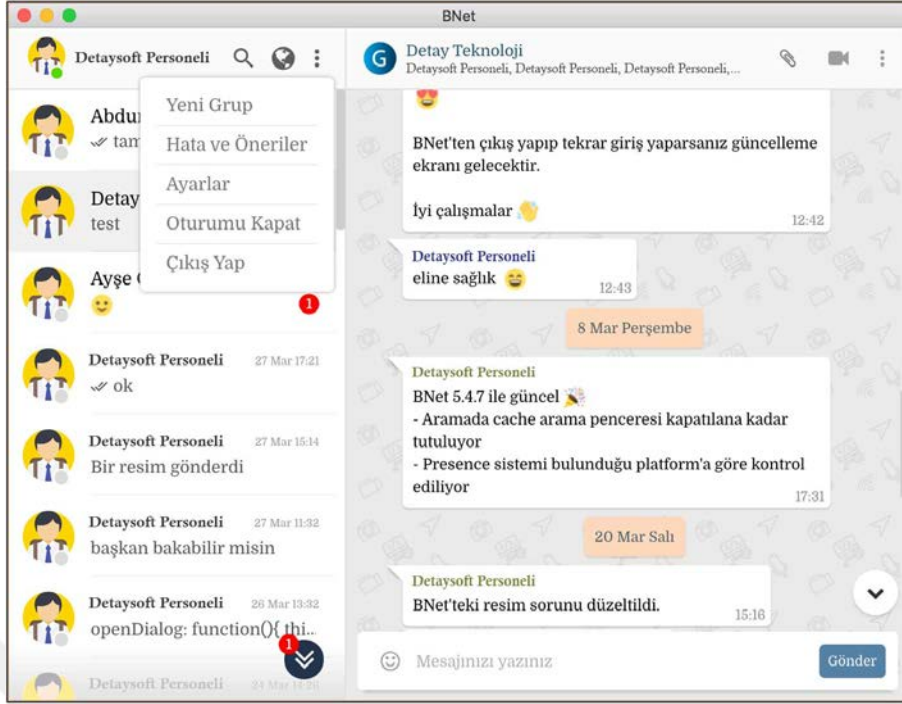 BNet
Detaysoft Personeli
Yeni Grup
Hata ve Öneriler
Ayarlar
Oturumu Kapat
Çıkış Yap
Abdu
tam
Detay
test
Ayşe
1
Detaysoft Personeli 27 Mar 17:21
ok
Detaysoft Personeli 27 Mar 15:14
Bir resim gönderdi
Detaysoft Personeli 27 Mar 11:32
başkan bakabilir misin
Detaysoft Personeli 26 Mar 13:32
openDialog: function(){ thi...
1
Detaysoft Personeli 24 Mar
G
Detay Teknoloji
Detaysoft Personeli, Detaysoft Personeli, Detaysoft Personeli,...
BNet'ten çıkış yapıp tekrar giriş yaparsanız güncelleme
ekranı gelecektir.
İyi çalışmalar 👋
12:42
Detaysoft Personeli
eline sağlık 😄
12:43
8 Mar Perşembe
Detaysoft Personeli
BNet 5.4.7 ile güncel 🎉
- Aramada cache arama penceresi kapatılana kadar
tutuluyor
- Presence sistemi bulunduğu platform'a göre kontrol
ediliyor
17:31
20 Mar Salı
Detaysoft Personeli
BNet'teki resim sorunu düzeltildi.
15:16
Mesajınızı yazınız
Gönder